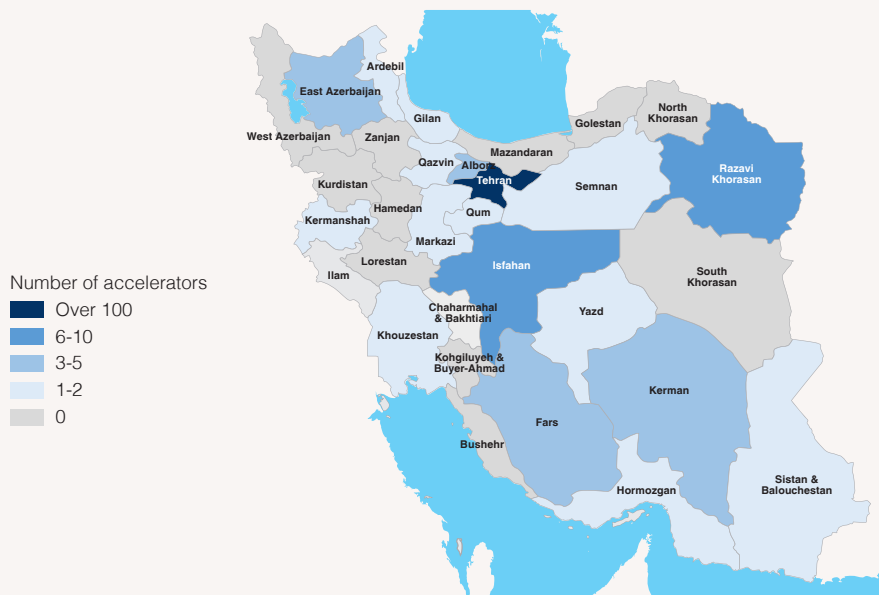 Ardebil
East Azerbaijan
North
Khorasan
Gilan
Golestan
West Azerbaijan
Zanjan
Mazandaran
Qazvin
Alborz
Tehran
Razavi
Khorasan
Kurdistan
Semnan
Hamedan
Qum
Kermanshah
Markazi
Lorestan
Isfahan
Ilam
South
Khorasan
Number of accelerators
Over 100
6-10
3-5
1-2
0
Chaharmahal
& Bakhtiari
Yazd
Khouzestan
Kohgiluyeh &
Buyer-Ahmad
Kerman
Fars
Bushehr
Hormozgan
Sistan &
Balouchestan